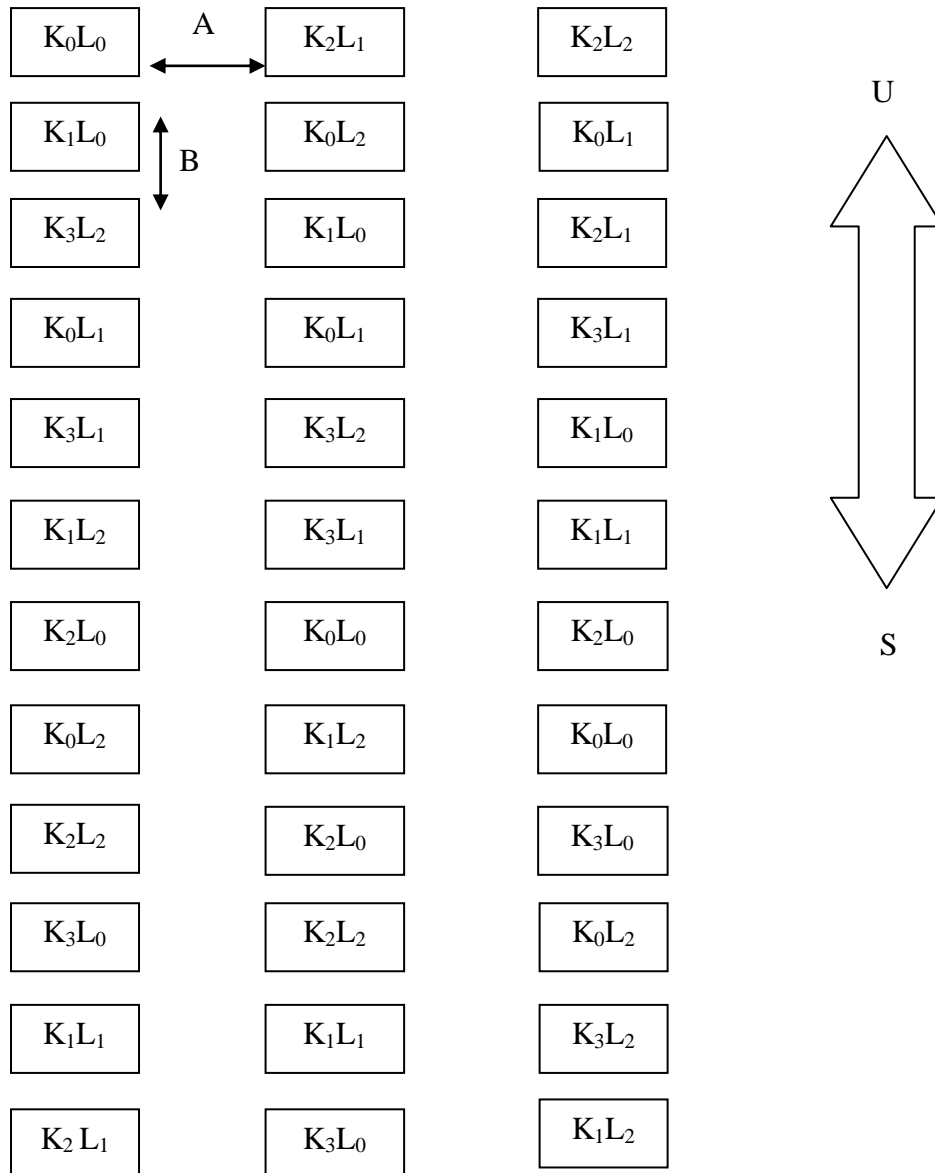 K₀L₀ A K₂L₁ K₂L₂
U
K₁L₀ K₀L₂ K₀L₁
B
K₃L₂ K₁L₀ K₂L₁
K₀L₁ K₀L₁ K₃L₁
K₃L₁ K₃L₂ K₁L₀
K₁L₂ K₃L₁ K₁L₁
K₂L₀ K₀L₀ K₂L₀
S
K₀L₂ K₁L₂ K₀L₀
K₂L₂ K₂L₀ K₃L₀
K₃L₀ K₂L₂ K₀L₂
K₁L₁ K₁L₁ K₃L₂
K₂ L₁ K₃L₀ K₁L₂